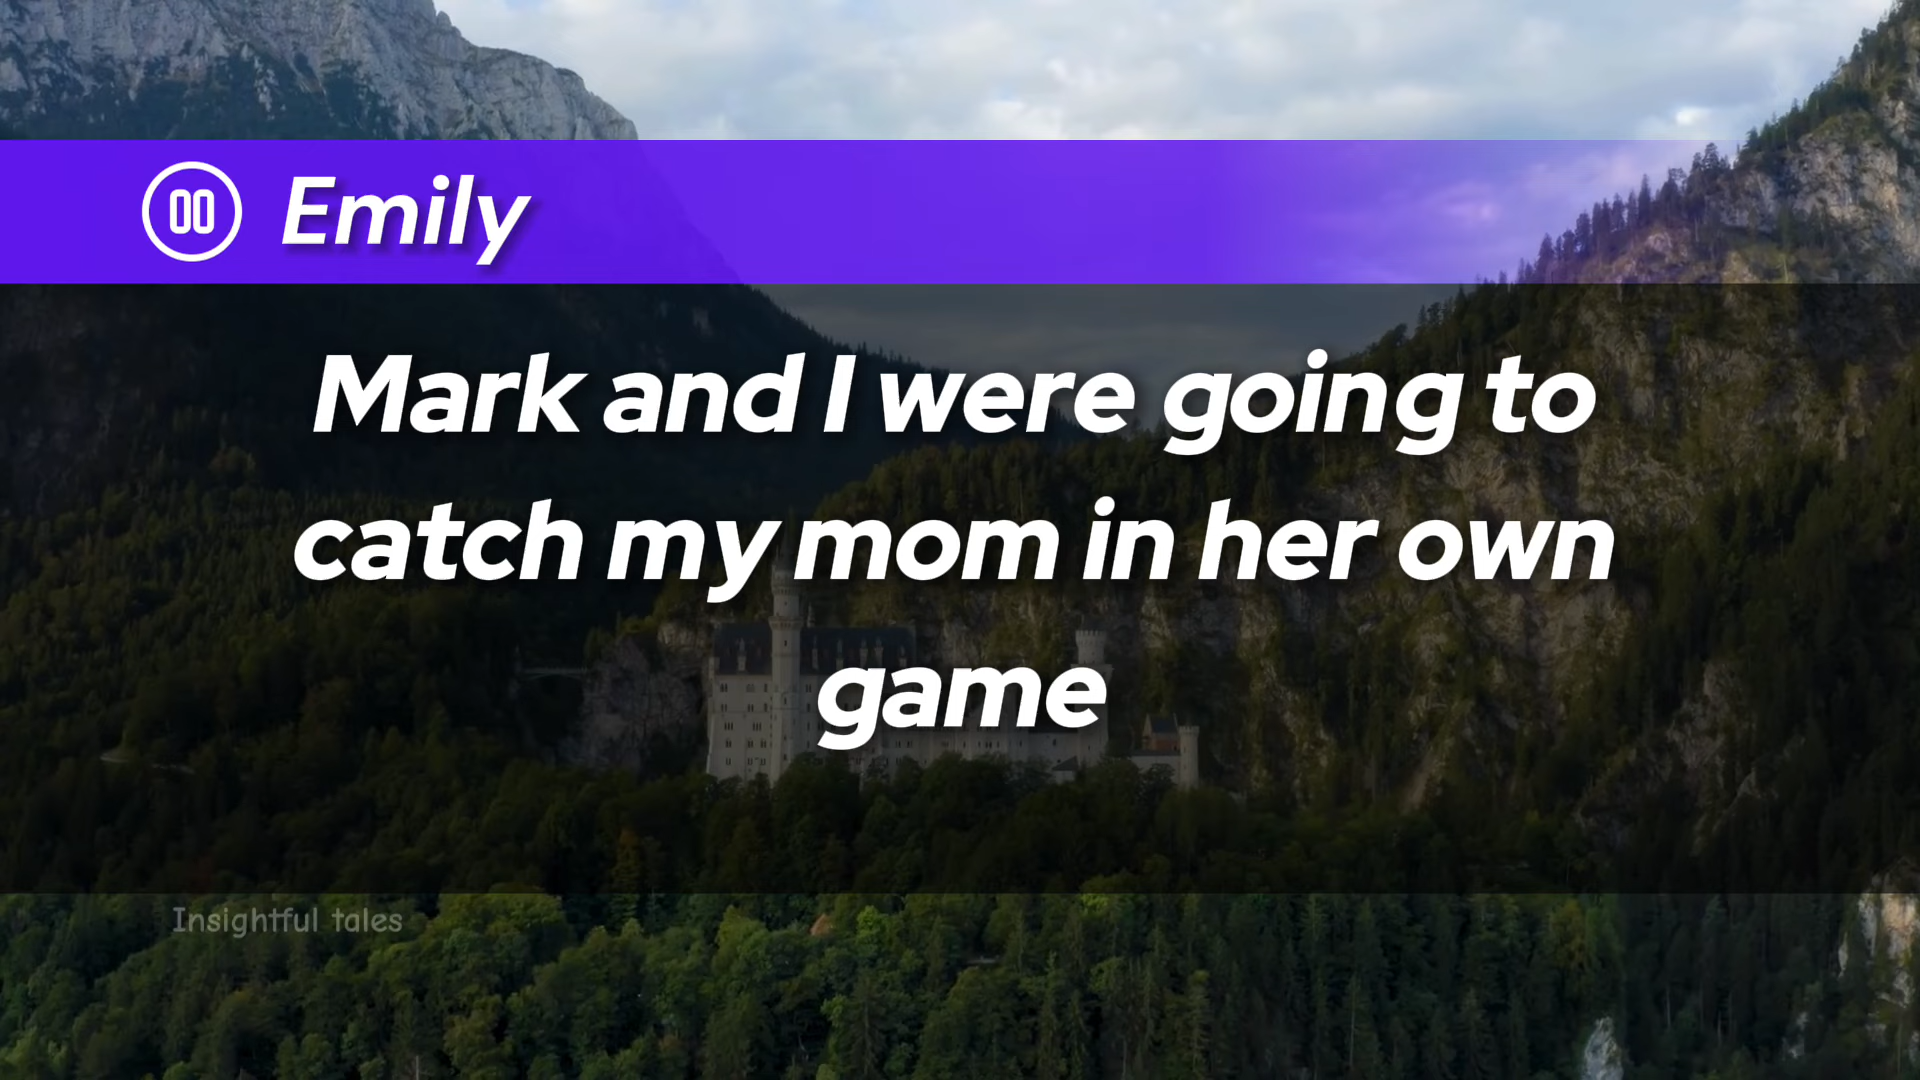 Emily
Mark and I were going to
catch my mom in her own
game
Insightful tales